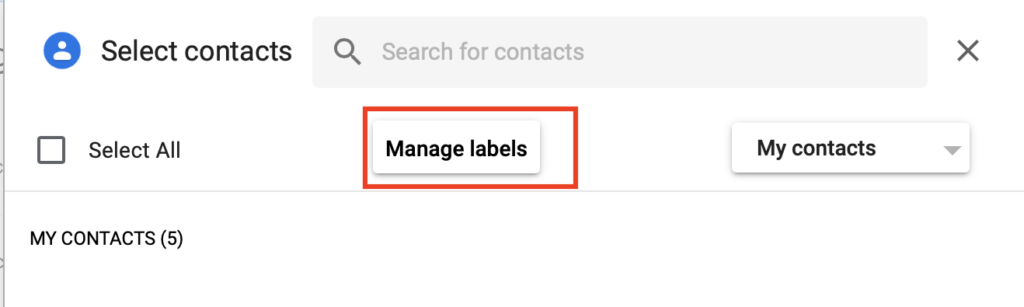 Select contacts
Search for contacts
Select All
Manage labels
My contacts
MY CONTACTS (5)